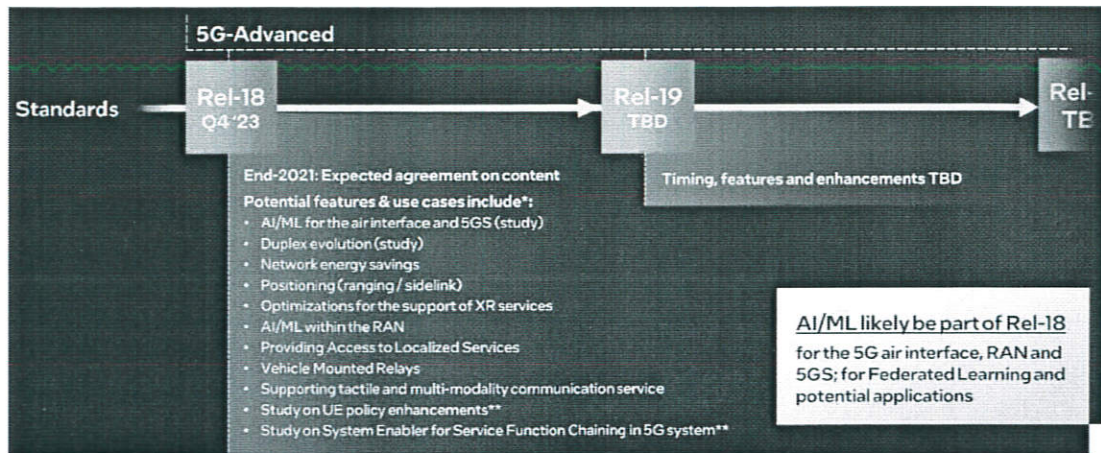 5G-Advanced
Standards
Rel-18
Q4 '23
Rel-19
TBD
Rel-
TB
End-2021: Expected agreement on content
Potential features & use cases include*:
• AI/ML for the air interface and 5GS (study)
• Duplex evolution (study)
• Network energy savings
• Positioning (ranging / sidelink)
• Optimizations for the support of XR services
• AI/ML within the RAN
• Providing Access to Localized Services
• Vehicle Mounted Relays
• Supporting tactile and multi-modality communication service
• Study on UE policy enhancements**
• Study on System Enabler for Service Function Chaining in 5G system**
Timing, features and enhancements TBD
AI/ML likely be part of Rel-18
for the 5G air interface, RAN and
5GS; for Federated Learning and
potential applications